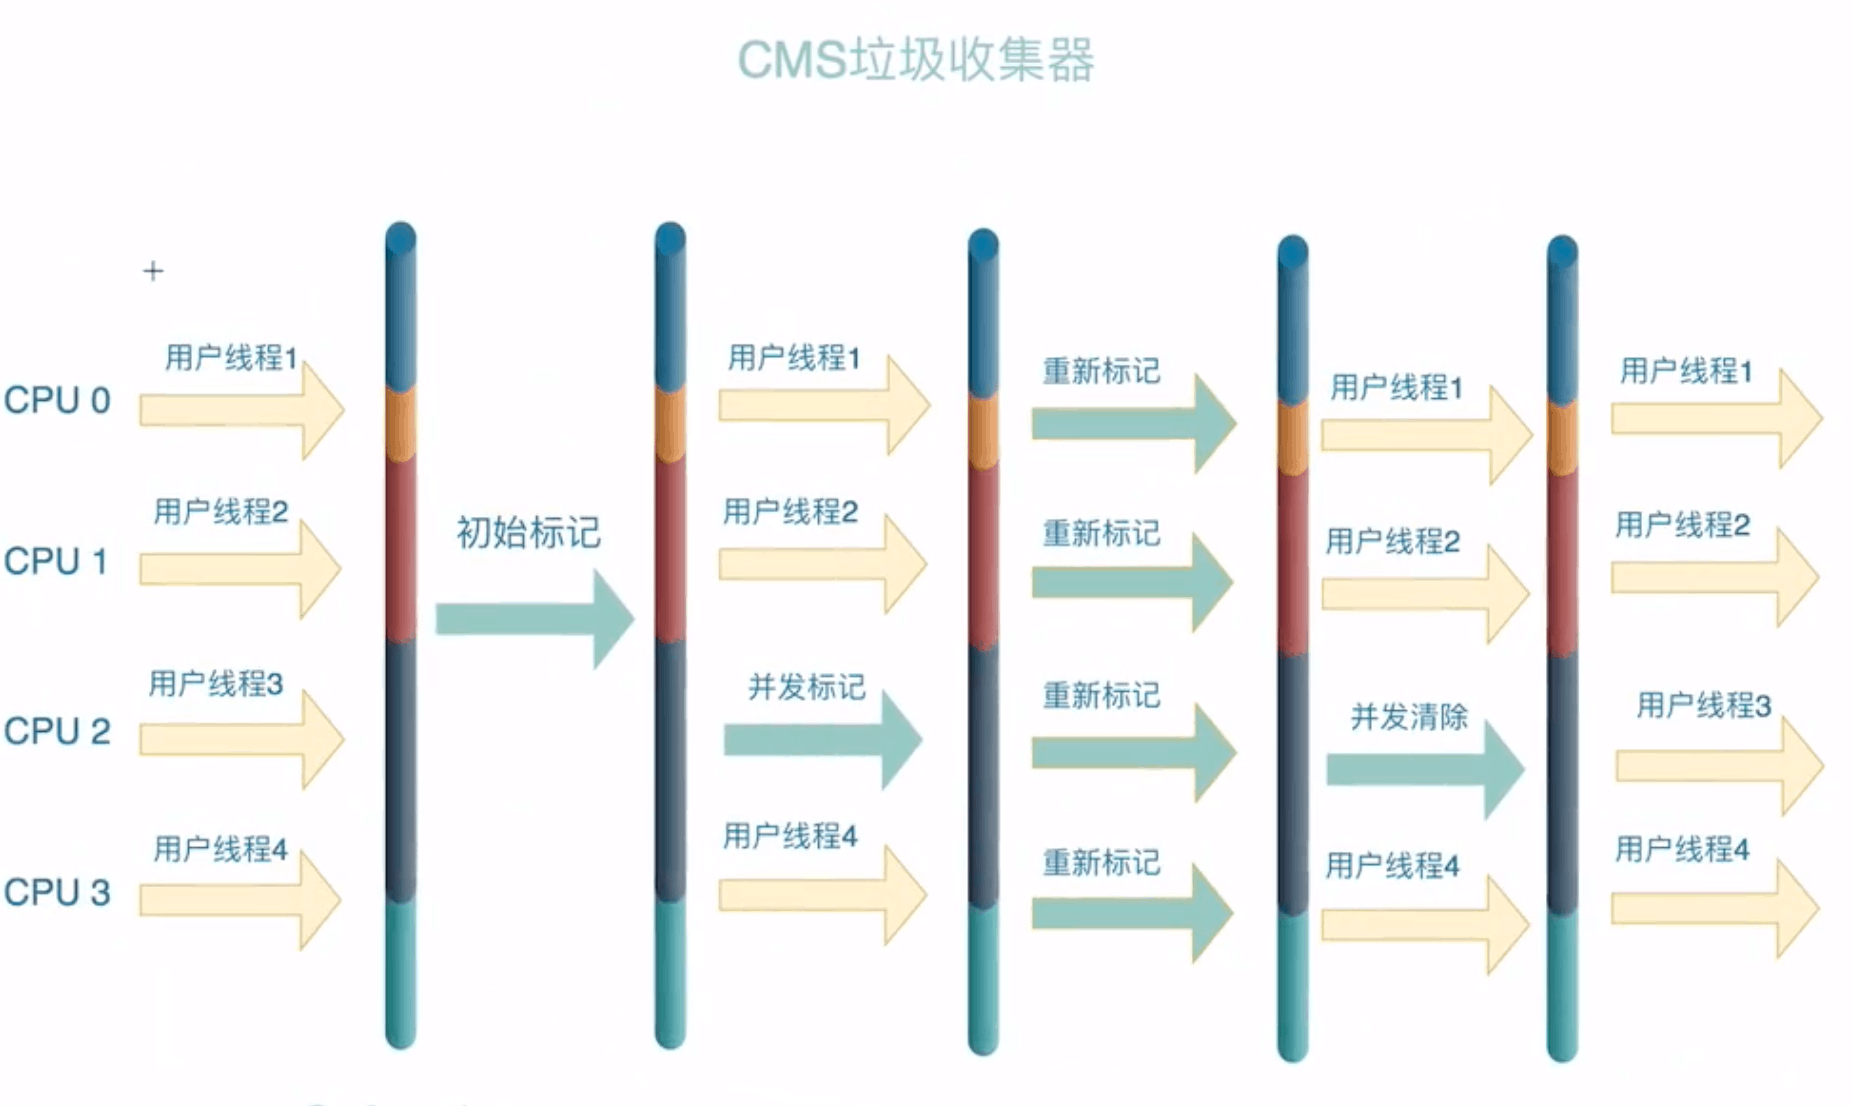 CMS垃圾收集器
用户线程1 用户线程1 重新标记 用户线程1 用户线程1
CPU 0
用户线程2 用户线程2 重新标记 用户线程2 用户线程2
CPU 1
初始标记
用户线程3 并发标记 重新标记 并发清除 用户线程3
CPU 2
用户线程4 用户线程4 重新标记 用户线程4 用户线程4
CPU 3